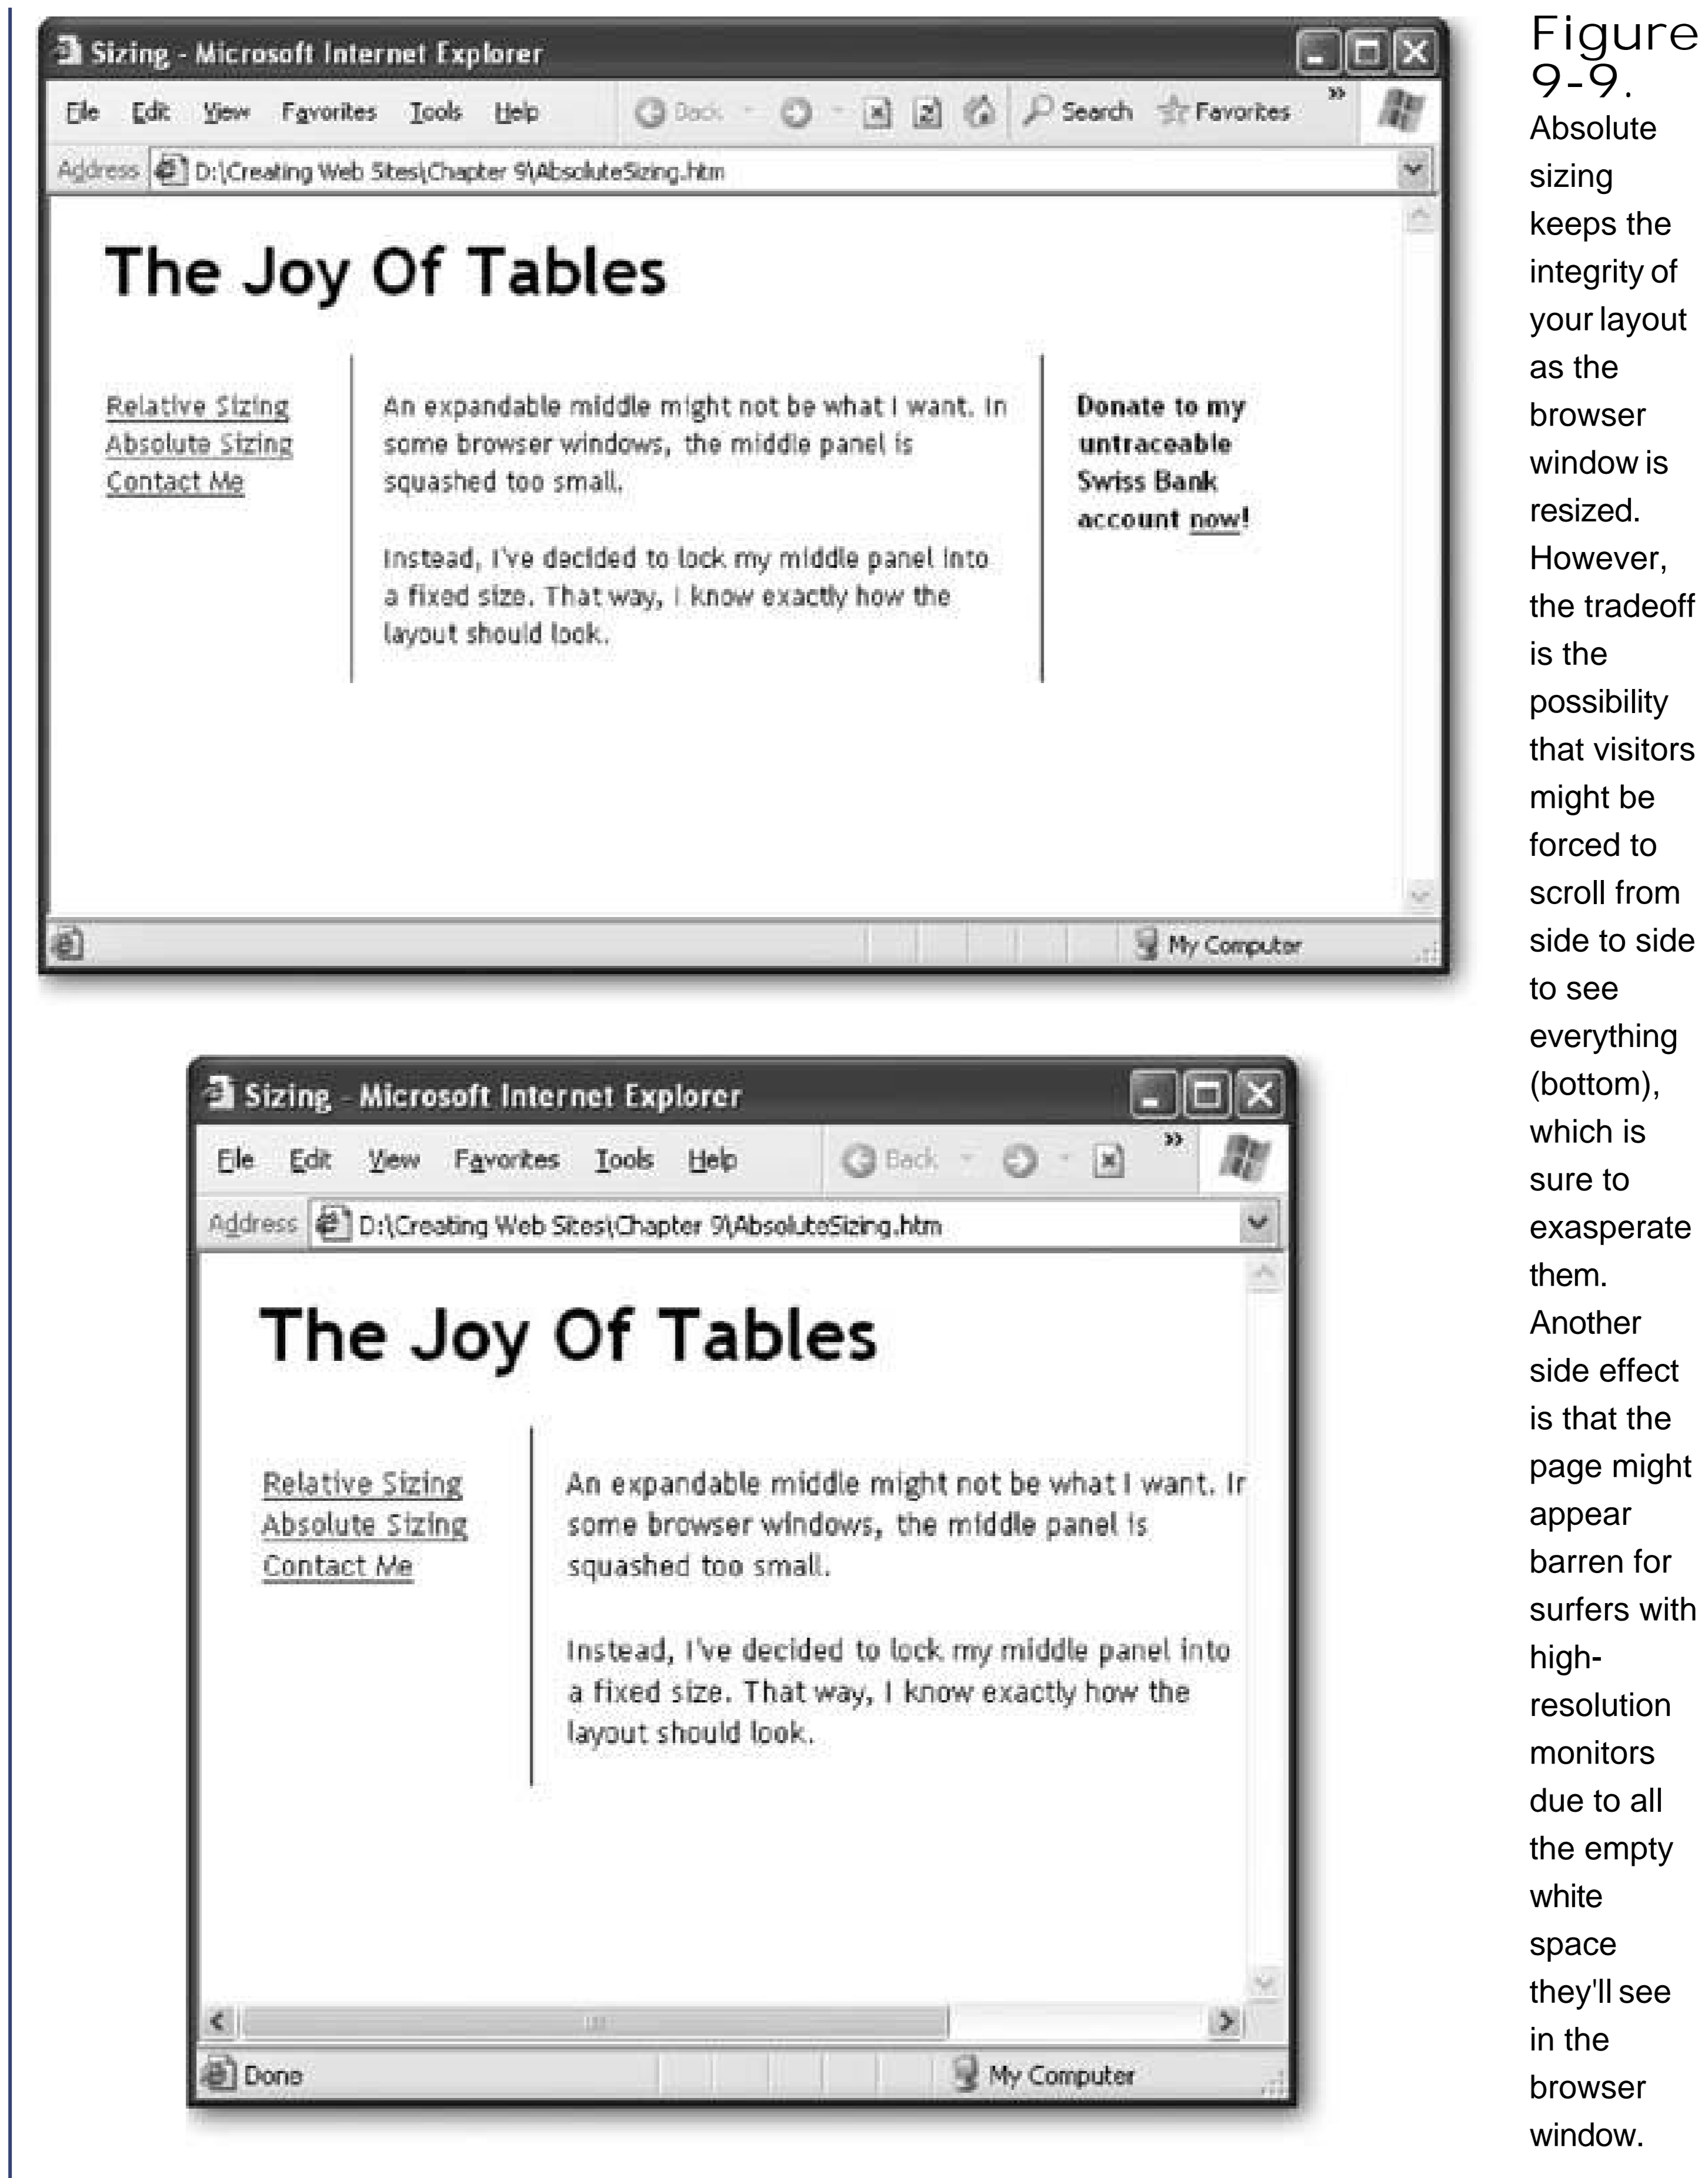 Sizing - Microsoft Internet Explorer
File Edit View Favorites Tools Help Back Search Favorites »
Address D:\Creating Web Sites\Chapter 9\AbsoluteSizing.htm
The Joy Of Tables
Relative Sizing
Absolute Sizing
Contact Me
An expandable middle might not be what I want. In
some browser windows, the middle panel is
squashed too small.
Instead, I've decided to lock my middle panel into
a fixed size. That way, I know exactly how the
layout should look.
Donate to my
untraceable
Swiss Bank
account now!
My Computer
Sizing - Microsoft Internet Explorer
File Edit View Favorites Tools Help Back »
Address D:\Creating Web Sites\Chapter 9\AbsoluteSizing.htm
The Joy Of Tables
Relative Sizing
Absolute Sizing
Contact Me
An expandable middle might not be what I want. In
some browser windows, the middle panel is
squashed too small.
Instead, I've decided to lock my middle panel into
a fixed size. That way, I know exactly how the
layout should look.
Done My Computer
Figure
9-9.
Absolute
sizing
keeps the
integrity of
your layout
as the
browser
window is
resized.
However,
the tradeoff
is the
possibility
that visitors
might be
forced to
scroll from
side to side
to see
everything
(bottom),
which is
sure to
exasperate
them.
Another
side effect
is that the
page might
appear
barren for
surfers with
high-
resolution
monitors
due to all
the empty
white
space
they'll see
in the
browser
window.